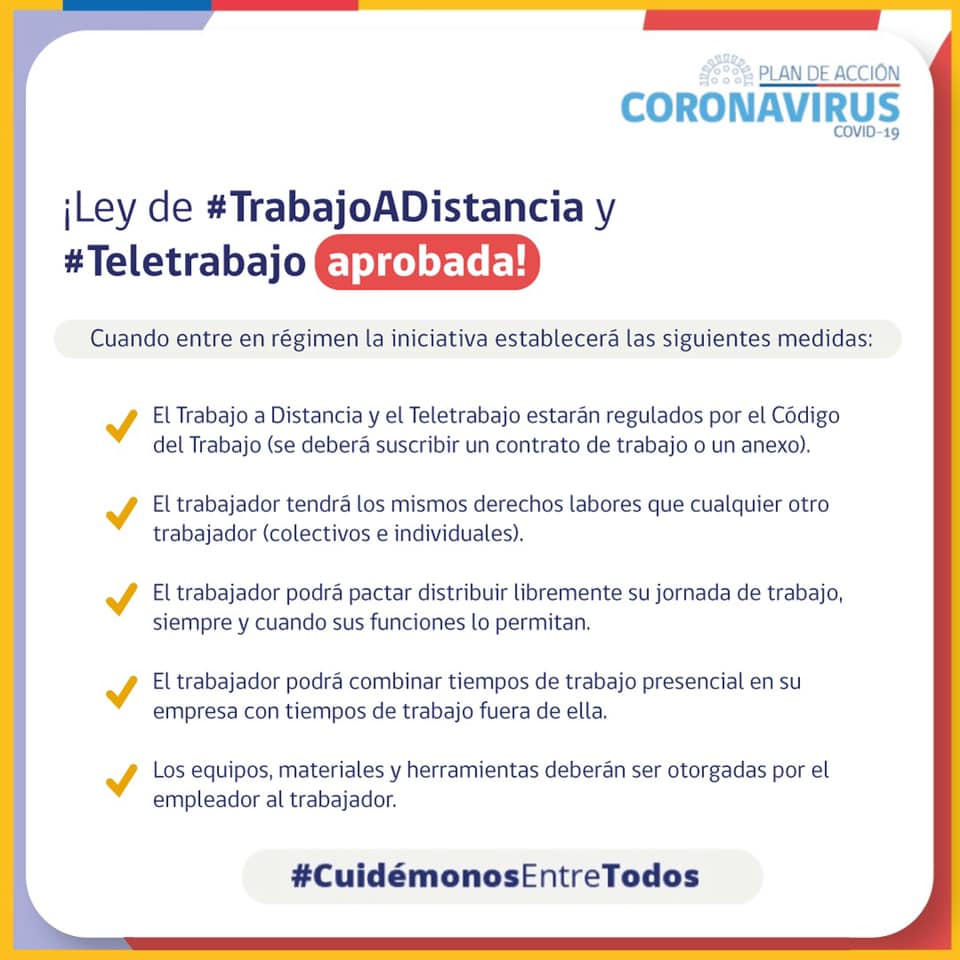 PLAN DE ACCIÓN
CORONAVIRUS
COVID-19
¡Ley de #TrabajoADistancia y
#Teletrabajo aprobada!
Cuando entre en régimen la iniciativa establecerá las siguientes medidas:
El Trabajo a Distancia y el Teletrabajo estarán regulados por el Código
del Trabajo (se deberá suscribir un contrato de trabajo o un anexo).
El trabajador tendrá los mismos derechos labores que cualquier otro
trabajador (colectivos e individuales).
El trabajador podrá pactar distribuir libremente su jornada de trabajo,
siempre y cuando sus funciones lo permitan.
El trabajador podrá combinar tiempos de trabajo presencial en su
empresa con tiempos de trabajo fuera de ella.
Los equipos, materiales y herramientas deberán ser otorgadas por el
empleador al trabajador.
#CuidémonosEntreTodos